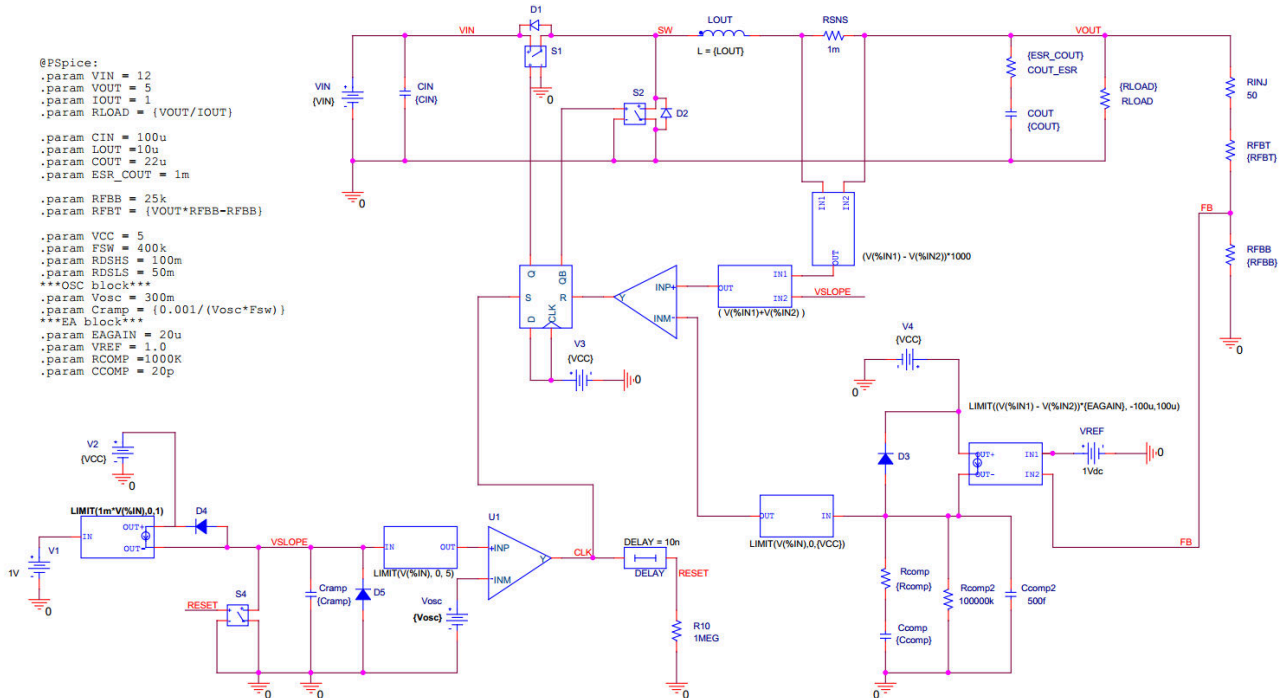 @PSpice:
.param VIN = 12
.param VOUT = 5
.param IOUT = 1
.param RLOAD = {VOUT/IOUT}
.param CIN = 100u
.param LOUT =10u
.param COUT = 22u
.param ESR_COUT = 1m
.param RFBB = 25k
.param RFBT = {VOUT*RFBB-RFBB}
.param VCC = 5
.param FSW = 400k
.param RDSHS = 100m
.param RDSLS = 50m
***OSC block***
.param Vosc = 300m
.param Cramp = {0.001/(Vosc*Fsw)}
***EA block***
.param EAGAIN = 20u
.param VREF = 1.0
.param RCOMP =1000K
.param CCOMP = 20p
D1
VIN
S1
0
SW
LOUT
L = {LOUT}
RSNS
1m
VOUT
VIN
{VIN}
CIN
{CIN}
0
S2
D2
{ESR_COUT}
COUT_ESR
COUT
{COUT}
{RLOAD}
RLOAD
RINJ
50
RFBT
{RFBT}
FB
RFBB
{RFBB}
0
IN1
IN2
OUT
(V(%IN1) - V(%IN2))*1000
Q
QB
S
R
D
CLK
Y
INP+
INM-
OUT
IN1
IN2
VSLOPE
( V(%IN1)+V(%IN2) )
V3
{VCC}
0
V4
{VCC}
0
LIMIT((V(%IN1) - V(%IN2))*{EAGAIN}, -100u,100u)
D3
OUT+
OUT-
IN1
IN2
VREF
1Vdc
0
FB
V2
{VCC}
0
LIMIT(1m*V(%IN),0,1)
IN
OUT+
OUT-
D4
V1
1V
0
VSLOPE
RESET
S4
Cramp
{Cramp}
D5
IN
OUT
LIMIT(V(%IN), 0, 5)
U1
+INP
-INM
Y
Vosc
{Vosc}
CLK
DELAY = 10n
DELAY
RESET
R10
1MEG
0
0
0
OUT
IN
LIMIT(V(%IN),0,{VCC})
Rcomp
{Rcomp}
Ccomp
{Ccomp}
Rcomp2
100000k
Ccomp2
500f
0